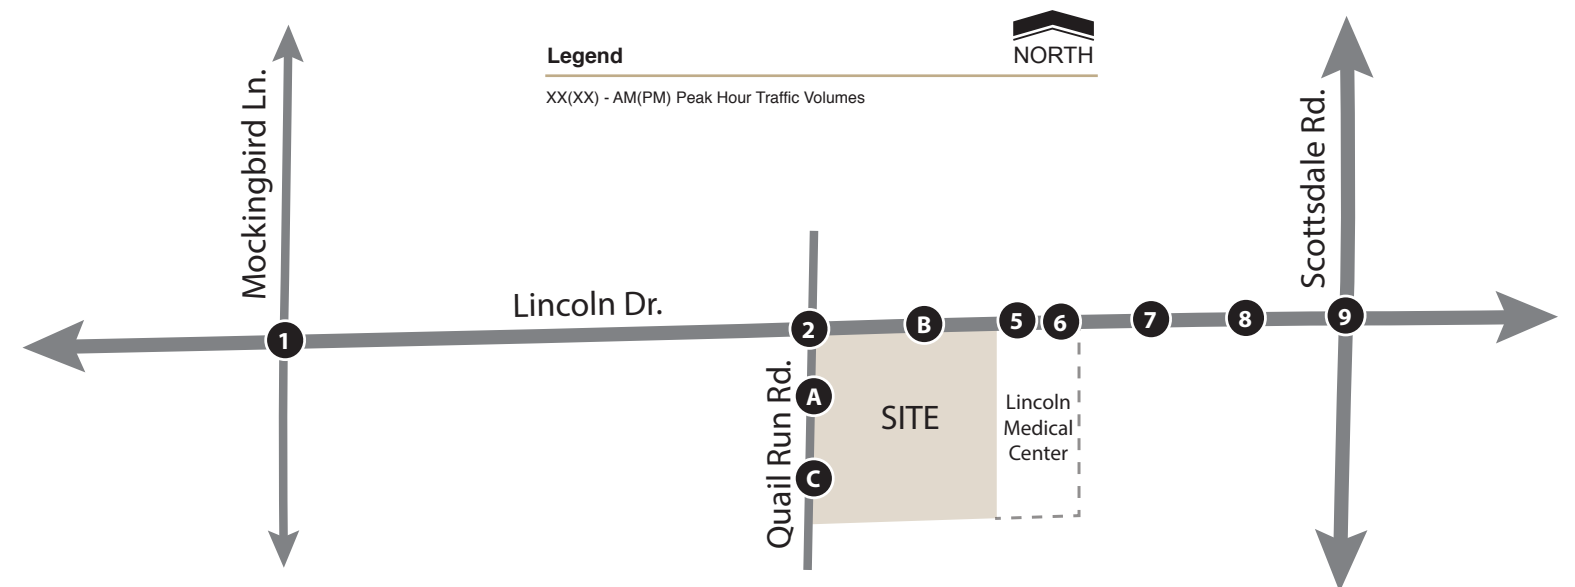 Legend
NORTH
XX(XX) - AM(PM) Peak Hour Traffic Volumes
Mockingbird Ln.
Scottsdale Rd.
Lincoln Dr.
1
2
B
5
6
7
8
9
Quail Run Rd.
A
C
SITE
Lincoln
Medical
Center